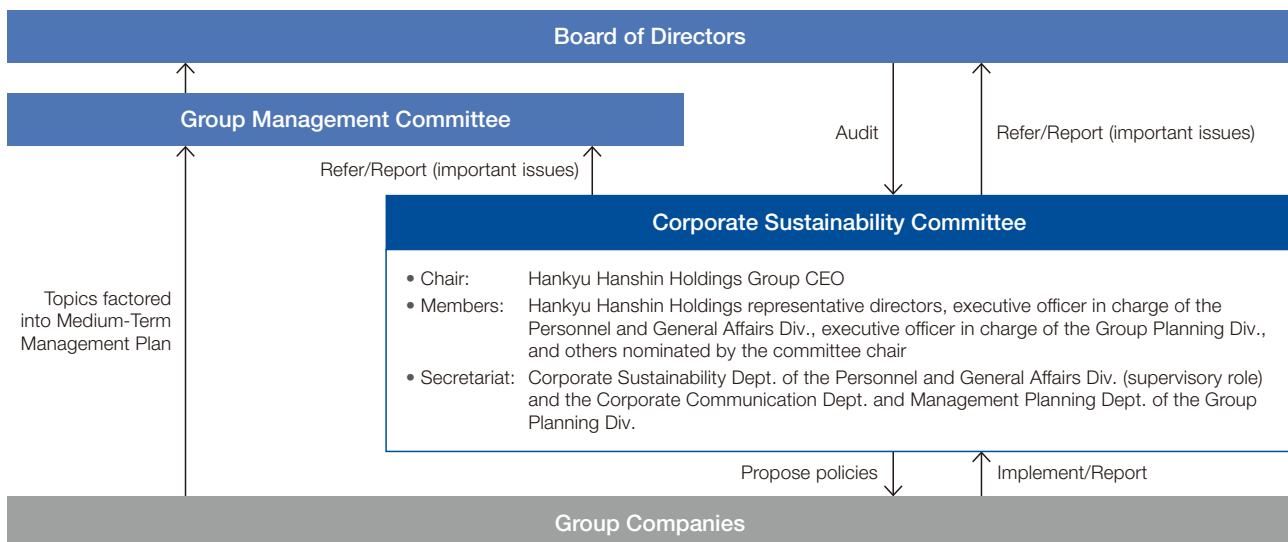 Board of Directors
Group Management Committee
Audit
Refer/Report (important issues)
Refer/Report (important issues)
Corporate Sustainability Committee
• Chair: Hankyu Hanshin Holdings Group CEO
• Members: Hankyu Hanshin Holdings representative directors, executive officer in charge of the
Personnel and General Affairs Div., executive officer in charge of the Group Planning Div.,
and others nominated by the committee chair
• Secretariat: Corporate Sustainability Dept. of the Personnel and General Affairs Div. (supervisory role)
and the Corporate Communication Dept. and Management Planning Dept. of the Group
Planning Div.
Topics factored
into Medium-Term
Management Plan
Propose policies
Implement/Report
Group Companies